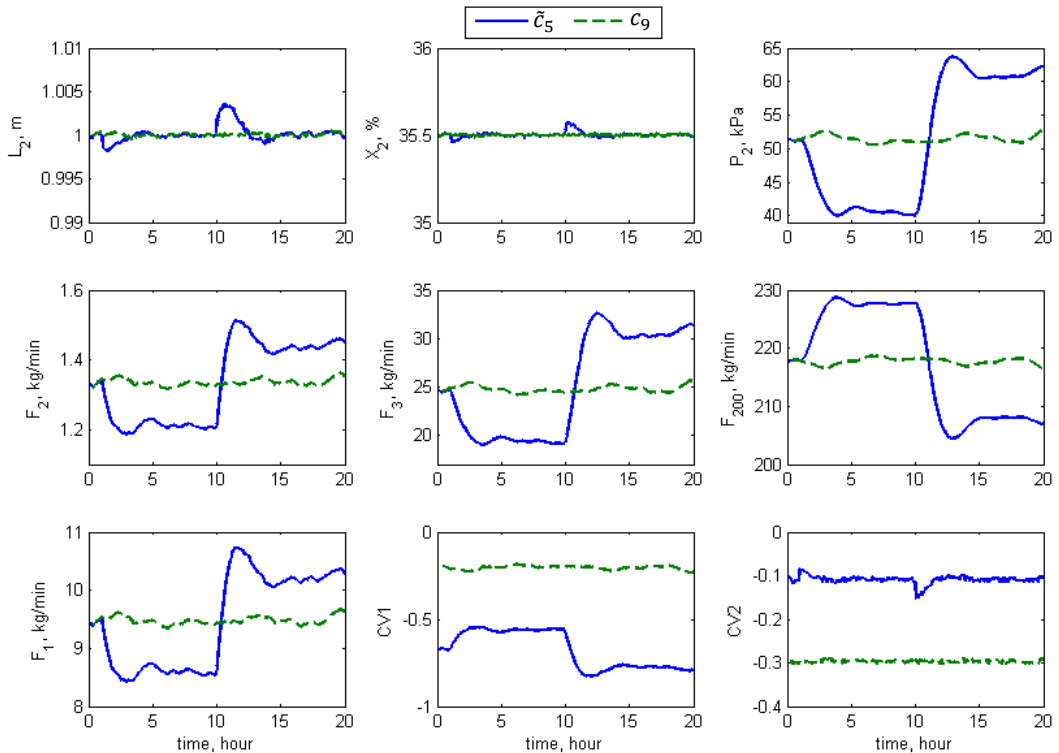 c̃₅ c₉
1.01
1.005
1
0.995
0.99
L₂, m
0 5 10 15 20
36
35.5
35
X₂, %
0 5 10 15 20
65
60
55
50
45
40
P₂, kPa
0 5 10 15 20
1.6
1.4
1.2
F₂, kg/min
0 5 10 15 20
35
30
25
20
F₃, kg/min
0 5 10 15 20
230
220
210
200
F₂₀₀, kg/min
0 5 10 15 20
11
10
9
8
F₁, kg/min
0 5 10 15 20
time, hour
0
-0.5
-1
CV1
0 5 10 15 20
time, hour
0
-0.1
-0.2
-0.3
-0.4
CV2
0 5 10 15 20
time, hour